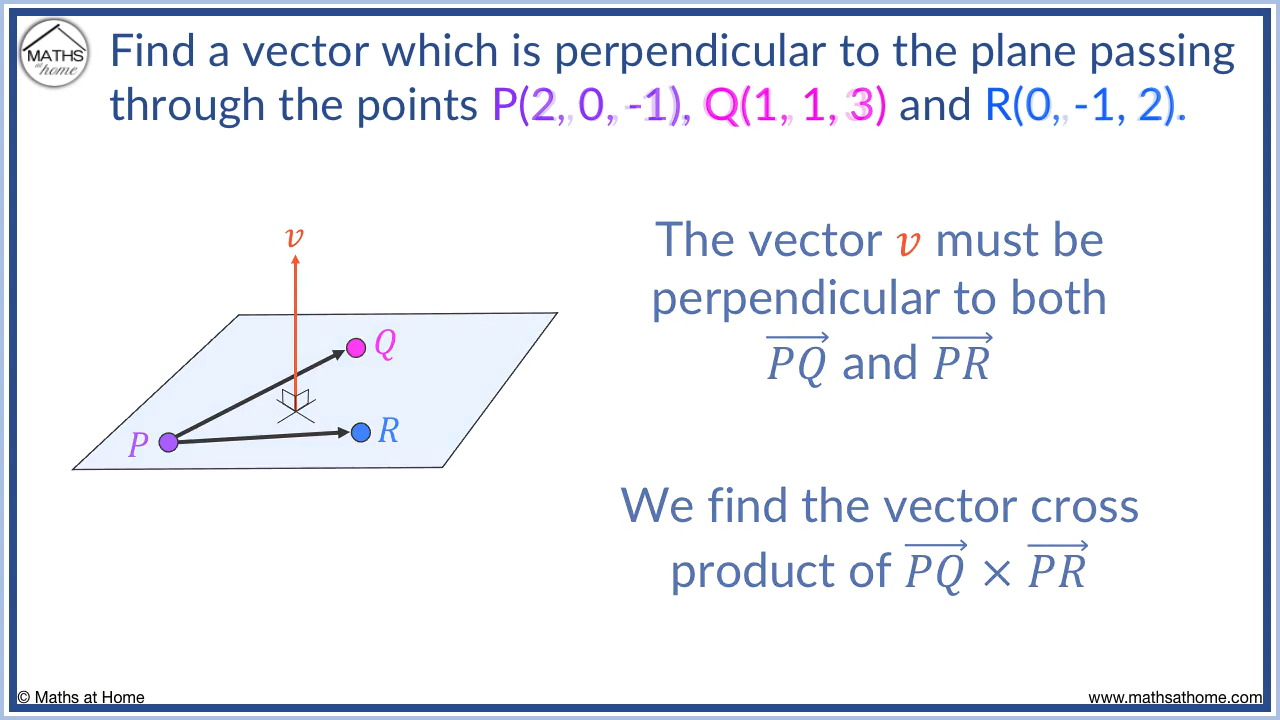 MATHS
at home
Find a vector which is perpendicular to the plane passing
through the points P(2, 0, -1), Q(1, 1, 3) and R(0, -1, 2).
v
Q
P
R
The vector v must be
perpendicular to both
PQ and PR
We find the vector cross
product of PQ × PR
© Maths at Home
www.mathsathome.com